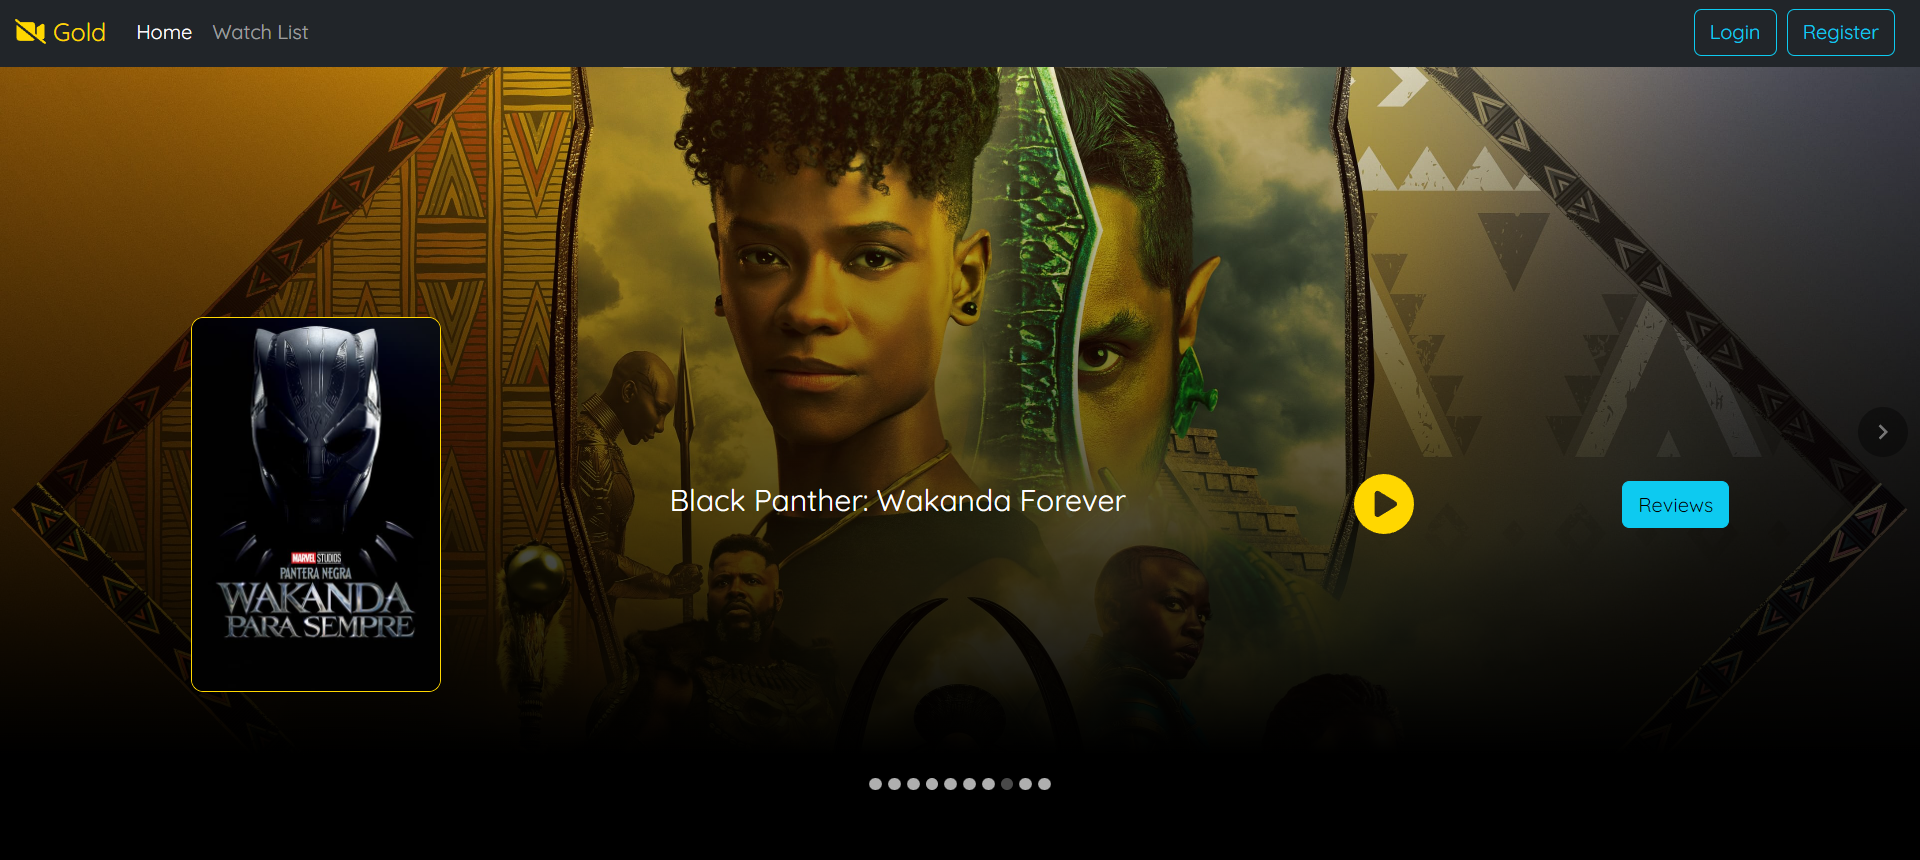 Gold
Home
Watch List
Login
Register
MARVEL STUDIOS
PANTERA NEGRA
WAKANDA
PARA SEMPRE
Black Panther: Wakanda Forever
Reviews